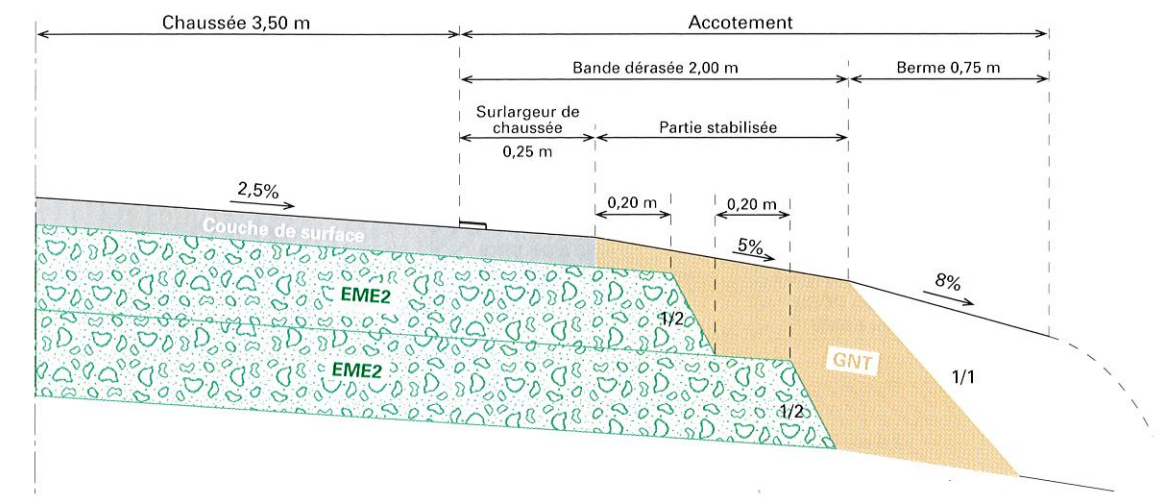 Chaussée 3,50 m
Accotement
Bande dérasée 2,00 m
Berme 0,75 m
Surlargeur de
chaussée
0,25 m
Partie stabilisée
2,5%
0,20 m
0,20 m
Couche de surface
5%
8%
EME2
1/2
GNT
EME2
1/1
1/2